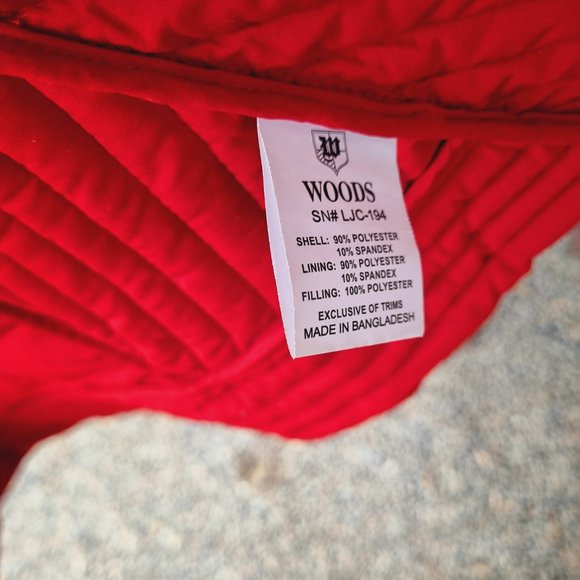 W
WOODS
SN# LJC-194
SHELL: 90% POLYESTER
10% SPANDEX
LINING: 90% POLYESTER
10% SPANDEX
FILLING: 100% POLYESTER
EXCLUSIVE OF TRIMS
MADE IN BANGLADESH